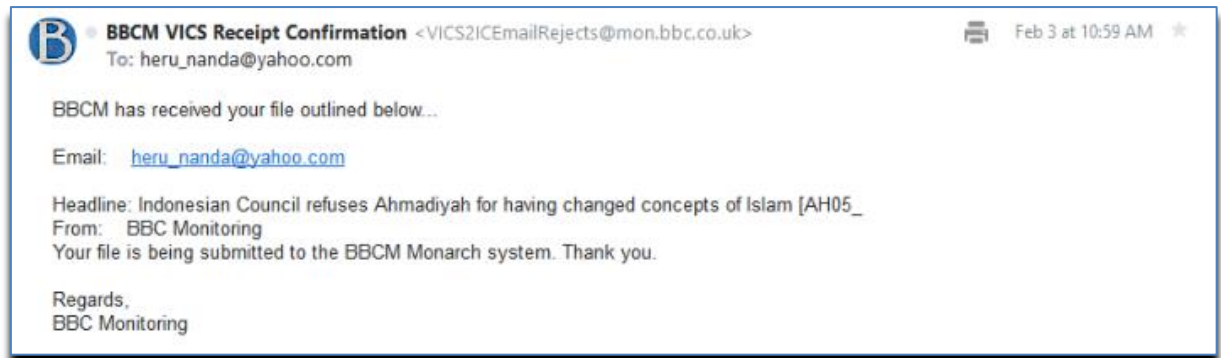 B
BBCM VICS Receipt Confirmation <VICS2ICEmailRejects@mon.bbc.co.uk> Feb 3 at 10:59 AM
To: heru_nanda@yahoo.com
BBCM has received your file outlined below...
Email: heru_nanda@yahoo.com
Headline: Indonesian Council refuses Ahmadiyah for having changed concepts of Islam [AH05_
From: BBC Monitoring
Your file is being submitted to the BBCM Monarch system. Thank you.
Regards,
BBC Monitoring